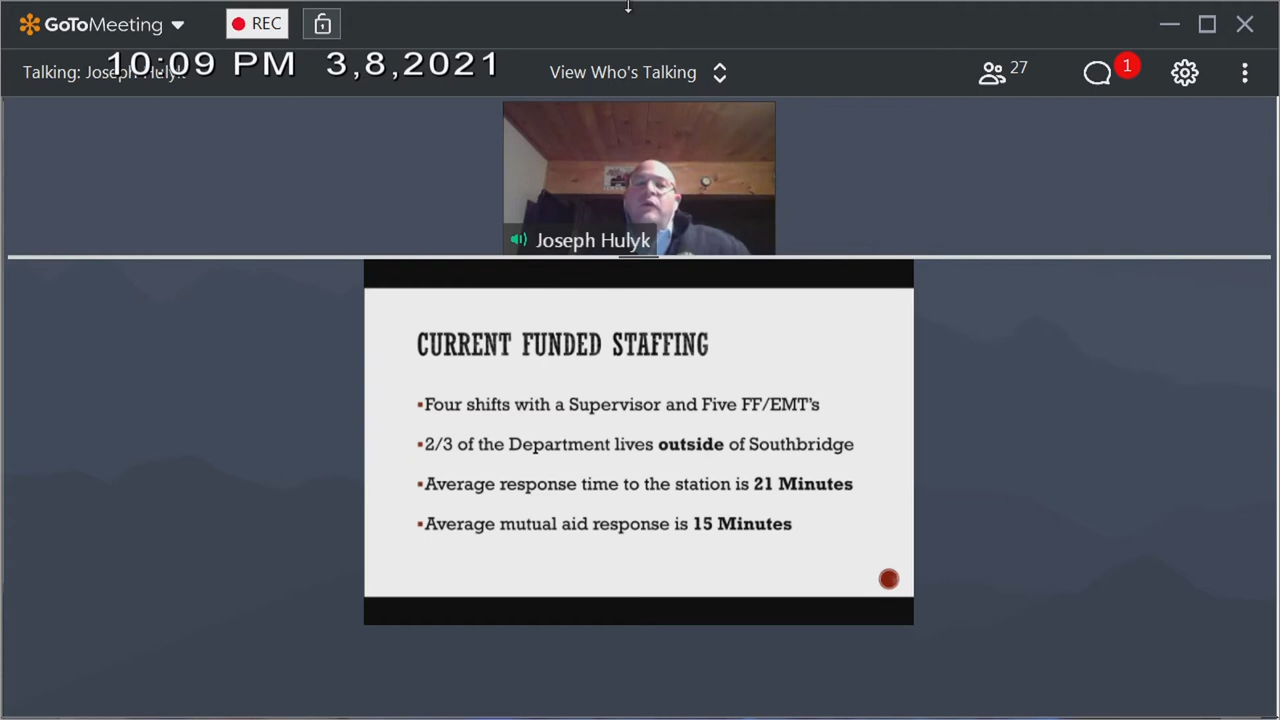 GoToMeeting
REC
10:09 PM 3,8,2021
Talking: Joseph Hulyk
View Who's Talking
27
1
Joseph Hulyk
CURRENT FUNDED STAFFING
▪Four shifts with a Supervisor and Five FF/EMT's
▪2/3 of the Department lives outside of Southbridge
▪Average response time to the station is 21 Minutes
▪Average mutual aid response is 15 Minutes